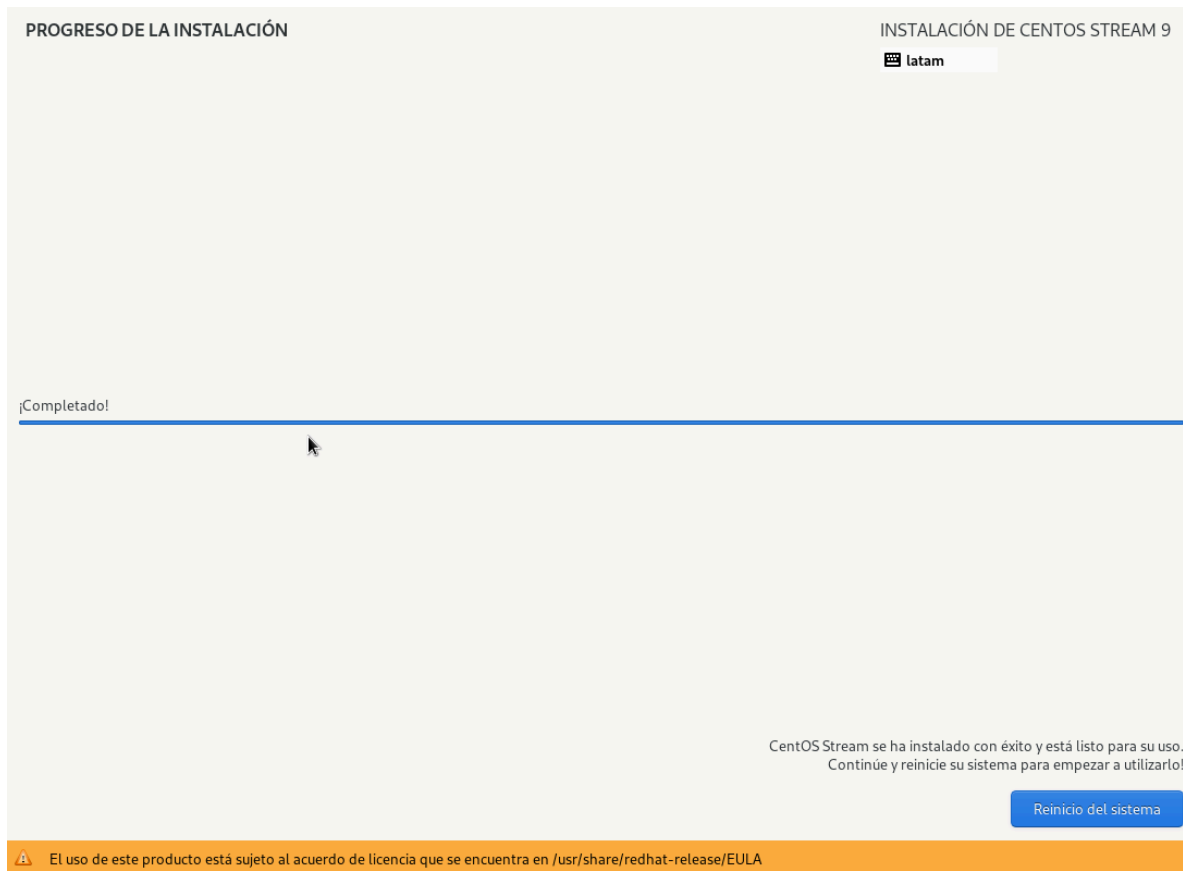 PROGRESO DE LA INSTALACIÓN
INSTALACIÓN DE CENTOS STREAM 9
latam
¡Completado!
CentOS Stream se ha instalado con éxito y está listo para su uso.
Continúe y reinicie su sistema para empezar a utilizarlo!
Reinicio del sistema
El uso de este producto está sujeto al acuerdo de licencia que se encuentra en /usr/share/redhat-release/EULA